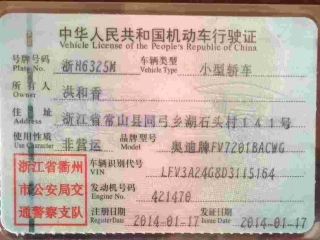 中华人民共和国机动车行驶证
Vehicle License of the People's Republic of China
号牌号码 浙H6325M 车辆类型 小型轿车
Plate No. Vehicle Type
所有人 洪和香
Owner
住址 浙江省常山县同弓乡湖石头村141号
Address
使用性质 非营运 品牌型号 奥迪牌FV7201BACWG
Use Character Model
浙江省衢州
市公安局交
通警察支队
车辆识别代号 LFV3A24G8D3115164
VIN
发动机号码 421470
Engine No.
注册日期 2014-01-17 发证日期 2014-01-17
Register Date Issue Date